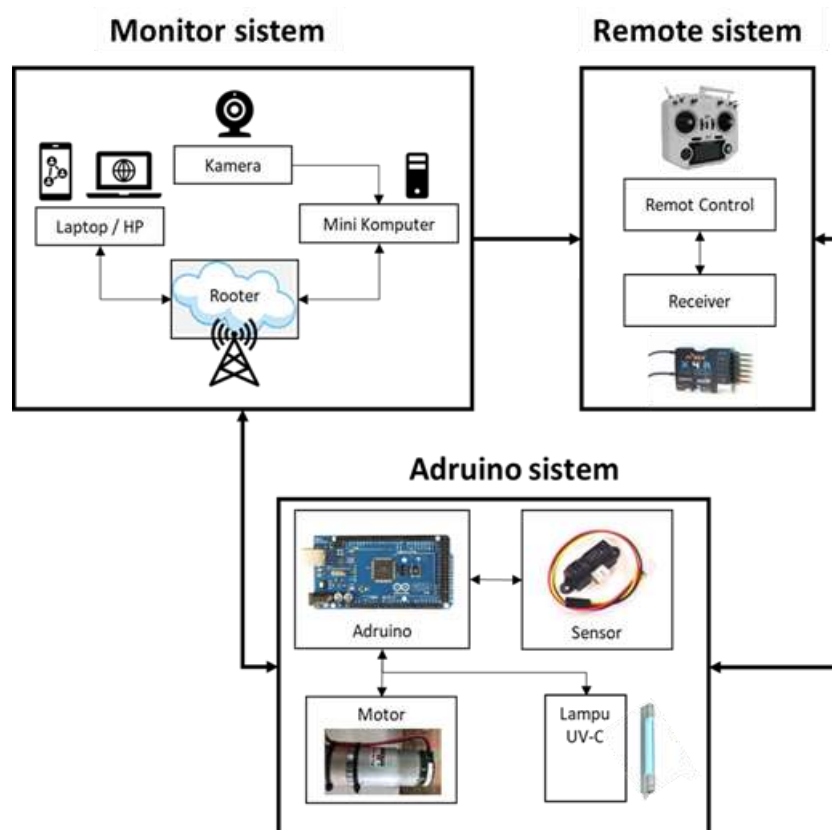 Monitor sistem
Remote sistem
Kamera
Laptop / HP
Mini Komputer
Rooter
Remot Control
Receiver
X4R
Adruino sistem
Adruino
Sensor
Motor
Lampu
UV-C